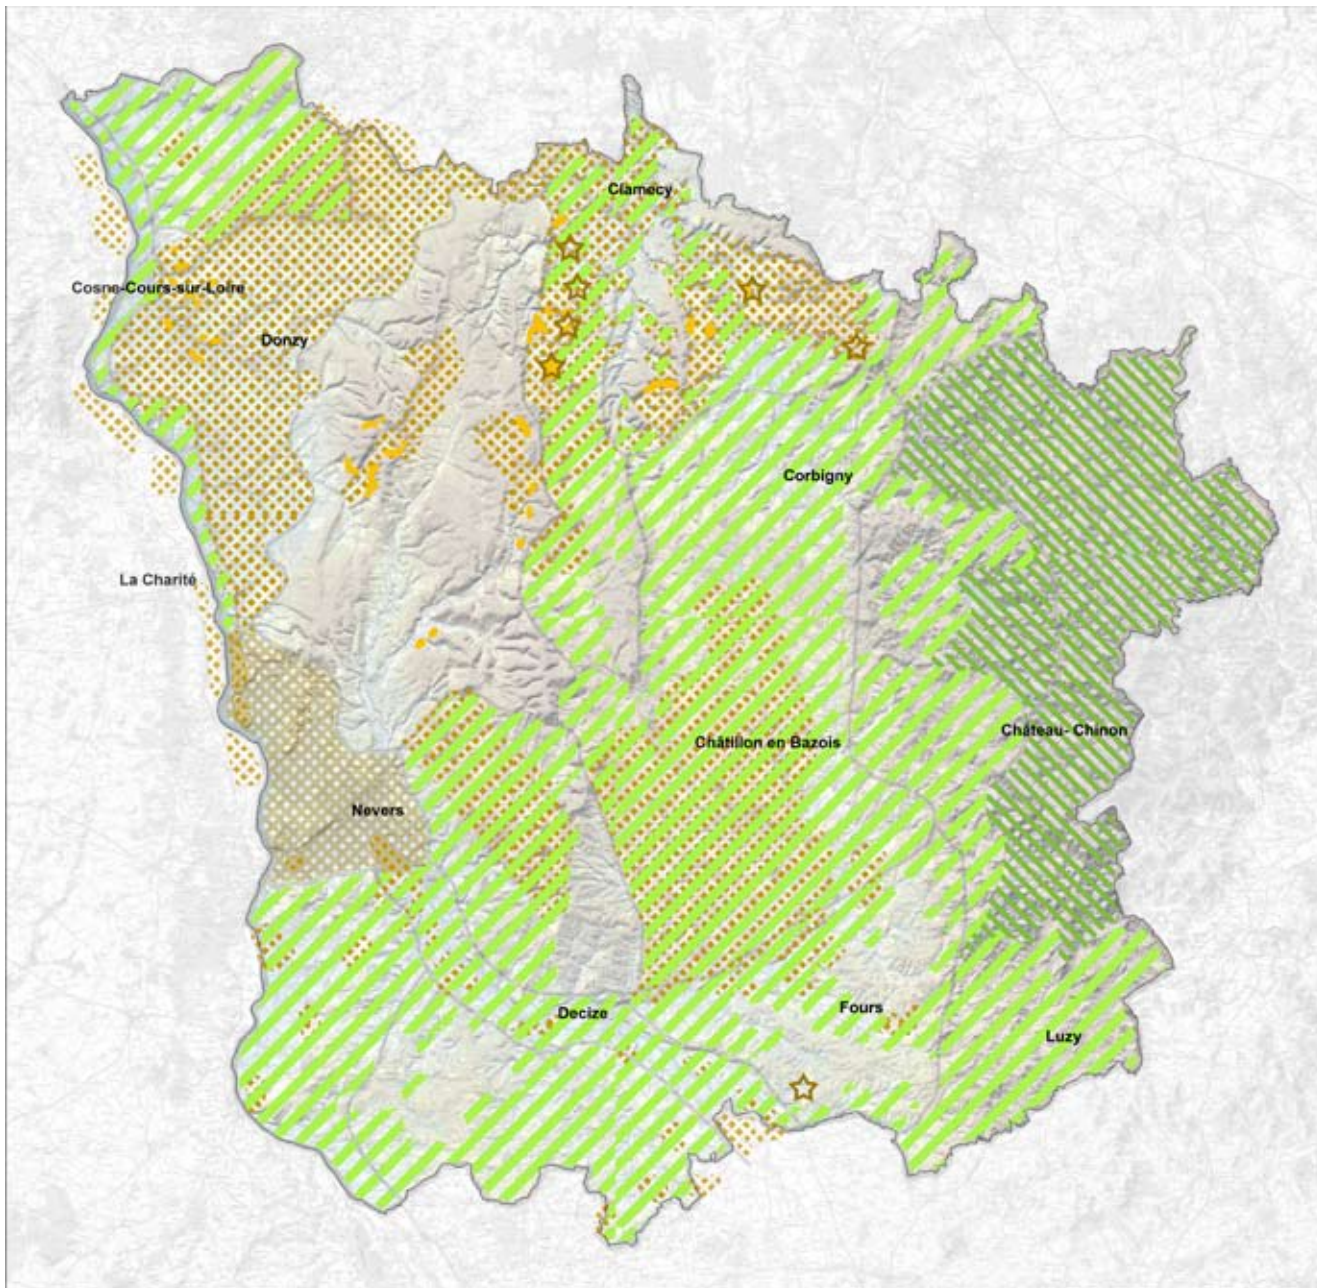 Clamecy
Cosne-Cours-sur-Loire
Donzy
Corbigny
La Charité
Châtillon en Bazois
Château- Chinon
Nevers
Decize
Fours
Luzy